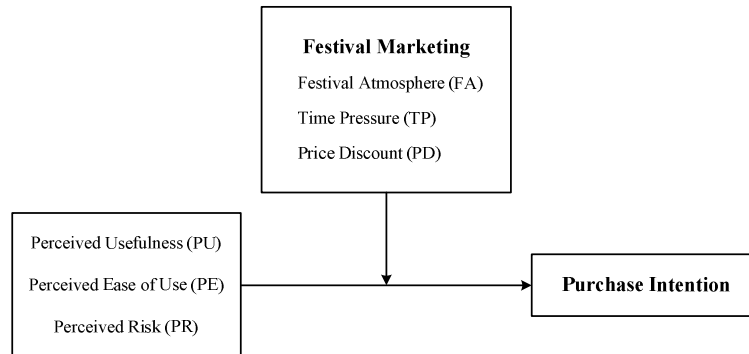 Festival Marketing
Festival Atmosphere (FA)
Time Pressure (TP)
Price Discount (PD)
Perceived Usefulness (PU)
Perceived Ease of Use (PE)
Perceived Risk (PR)
Purchase Intention